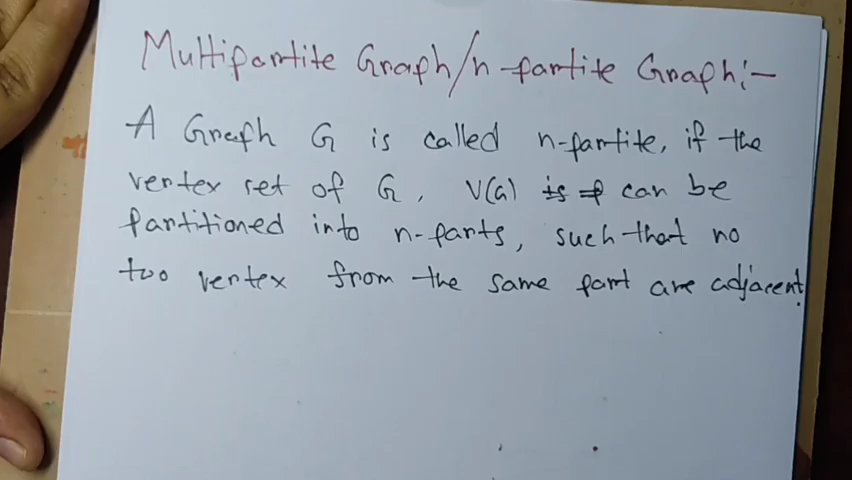 Multipartite Graph/n-partite Graph:-
A Graph G is called n-partite, if the
vertex set of G, V(G) is can be
partitioned into n-parts, such that no
two vertex from the same part are adjacent.